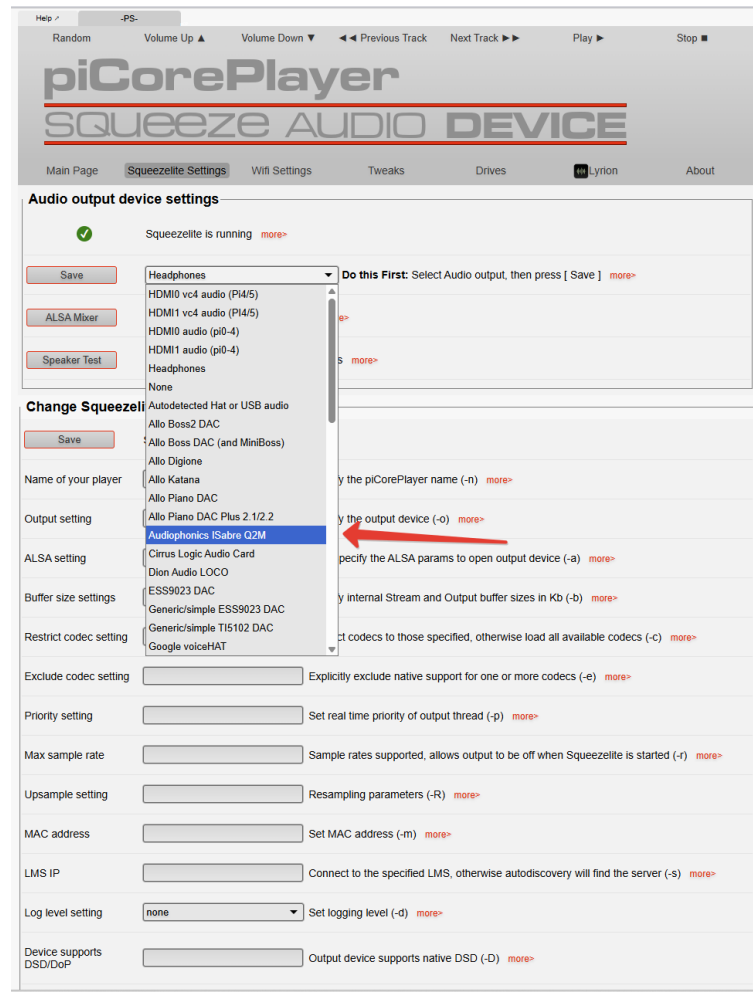 Help ↗ -PS-
Random Volume Up ▲ Volume Down ▼ ◄◄ Previous Track Next Track ►► Play ► Stop ■
piCorePlayer
SQUEEZE AUDIO DEVICE
Main Page Squeezelite Settings Wifi Settings Tweaks Drives Lyrion About
Audio output device settings
Squeezelite is running more>
Save Headphones Do this First: Select Audio output, then press [ Save ] more>
HDMI0 vc4 audio (Pi4/5)
HDMI1 vc4 audio (PI4/5)
ALSA Mixer
HDMI0 audio (pi0-4)
HDMI1 audio (pi0-4)
Speaker Test s more>
Headphones
None
Change Squeezeli
Autodetected Hat or USB audio
Allo Boss2 DAC
Save
Allo Boss DAC (and MiniBoss)
Allo Digione
Name of your player Allo Katana y the piCorePlayer name (-n) more>
Allo Piano DAC
Output setting Allo Piano DAC Plus 2.1/2.2 y the output device (-o) more>
Audiophonics ISabre Q2M
ALSA setting Cirrus Logic Audio Card pecify the ALSA params to open output device (-a) more>
Dion Audio LOCO
ESS9023 DAC
Buffer size settings y internal Stream and Output buffer sizes in Kb (-b) more>
Generic/simple ESS9023 DAC
Generic/simple TI5102 DAC
Restrict codec setting ct codecs to those specified, otherwise load all available codecs (-c) more>
Google voiceHAT
Exclude codec setting Explicitly exclude native support for one or more codecs (-e) more>
Priority setting Set real time priority of output thread (-p) more>
Max sample rate Sample rates supported, allows output to be off when Squeezelite is started (-r) more>
Upsample setting Resampling parameters (-R) more>
MAC address Set MAC address (-m) more>
LMS IP Connect to the specified LMS, otherwise autodiscovery will find the server (-s) more>
Log level setting none Set logging level (-d) more>
Device supports
DSD/DoP Output device supports native DSD (-D) more>